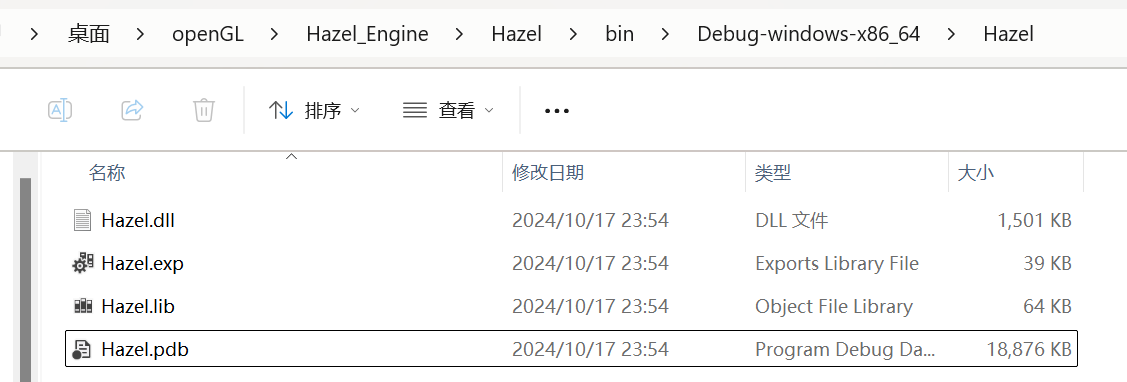 桌面 openGL Hazel_Engine Hazel bin Debug-windows-x86_64 Hazel
排序 查看
名称 修改日期 类型 大小
Hazel.dll 2024/10/17 23:54 DLL 文件 1,501 KB
Hazel.exp 2024/10/17 23:54 Exports Library File 39 KB
Hazel.lib 2024/10/17 23:54 Object File Library 64 KB
Hazel.pdb 2024/10/17 23:54 Program Debug Da... 18,876 KB